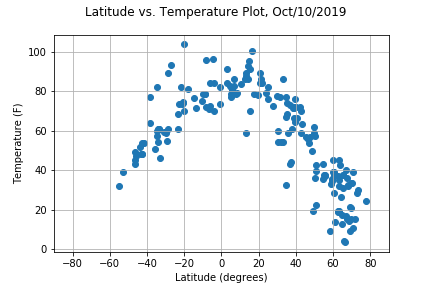 Latitude vs. Temperature Plot, Oct/10/2019
Temperature (F)
100
80
60
40
20
0
−80 −60 −40 −20 0 20 40 60 80
Latitude (degrees)